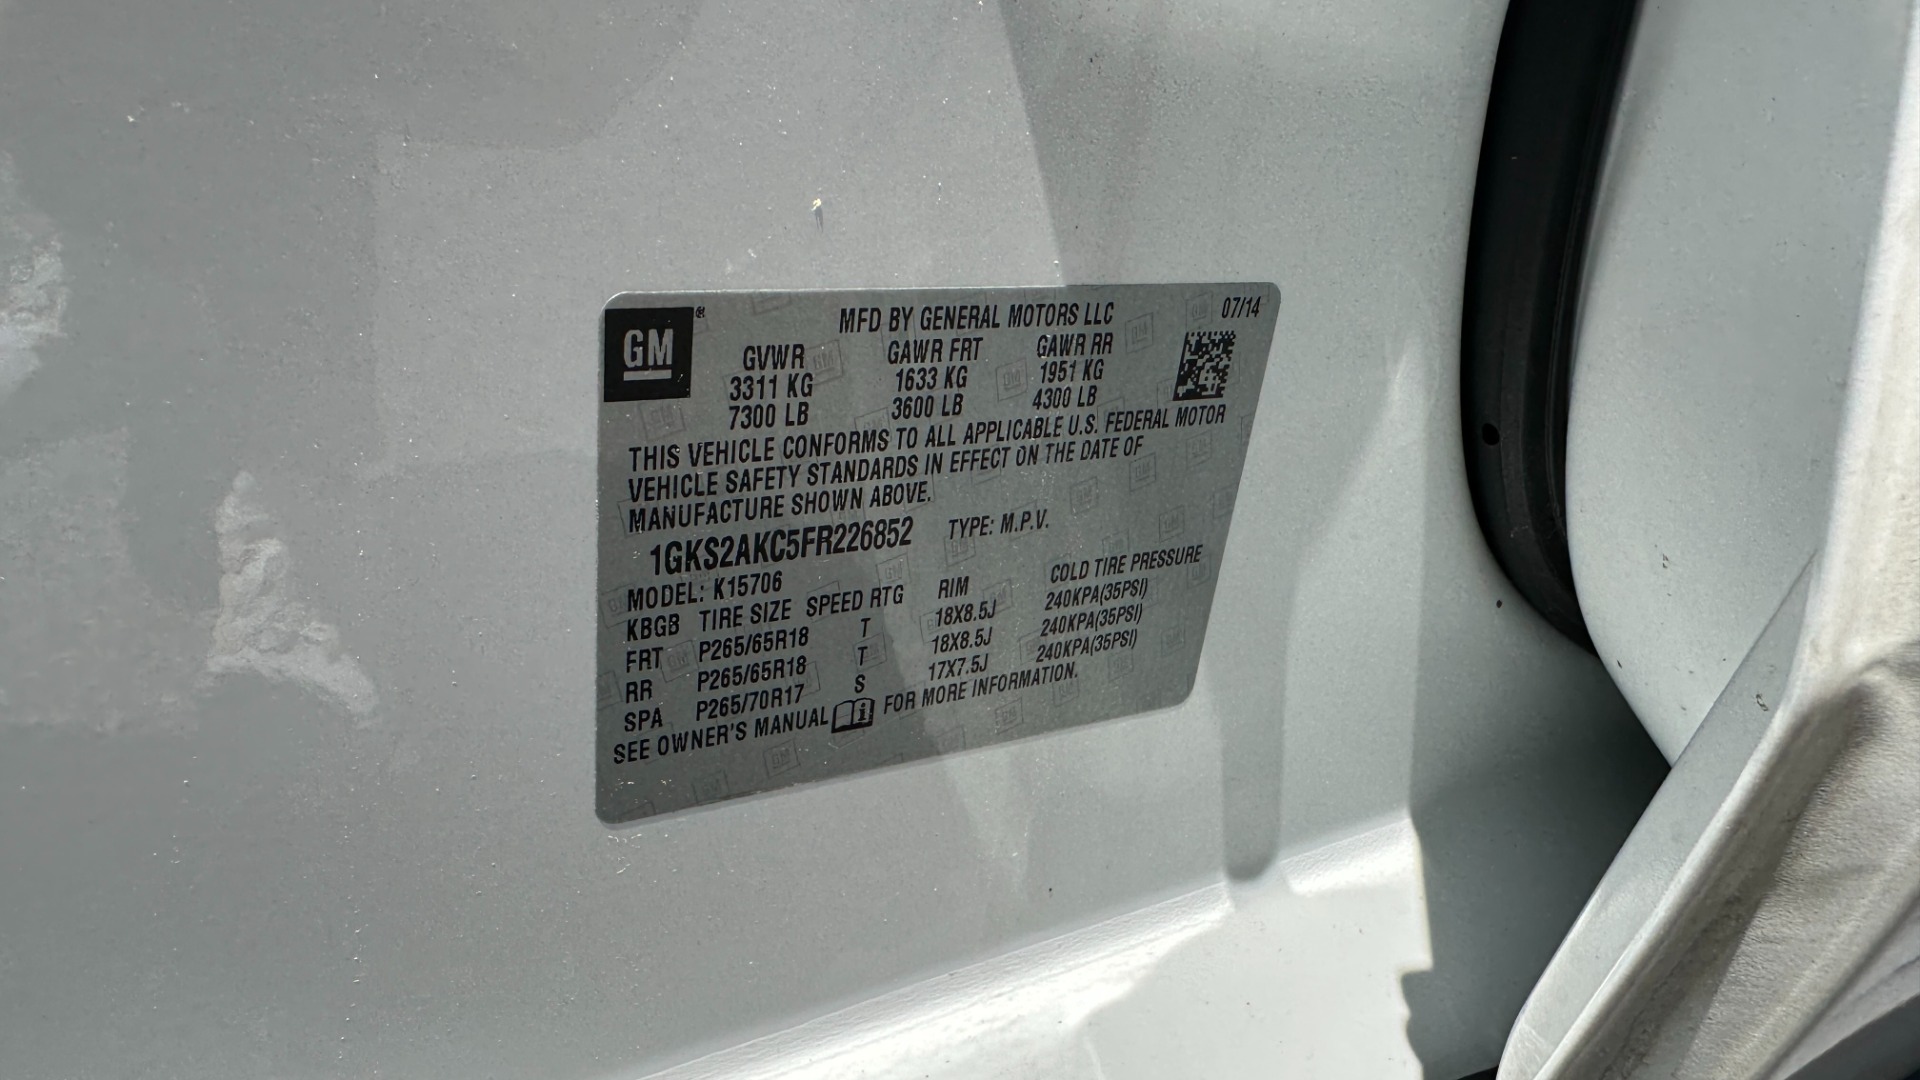 GM ® MFD BY GENERAL MOTORS LLC 07/14
GVWR GAWR FRT GAWR RR
3311 KG 1633 KG 1951 KG
7300 LB 3600 LB 4300 LB
THIS VEHICLE CONFORMS TO ALL APPLICABLE U.S. FEDERAL MOTOR
VEHICLE SAFETY STANDARDS IN EFFECT ON THE DATE OF
MANUFACTURE SHOWN ABOVE.
1GKS2AKC5FR226852 TYPE: M.P.V.
MODEL: K15706
KBGB TIRE SIZE SPEED RTG RIM COLD TIRE PRESSURE
FRT P265/65R18 T 18X8.5J 240KPA(35PSI)
RR P265/65R18 T 18X8.5J 240KPA(35PSI)
SPA P265/70R17 S 17X7.5J 240KPA(35PSI)
SEE OWNER'S MANUAL FOR MORE INFORMATION.